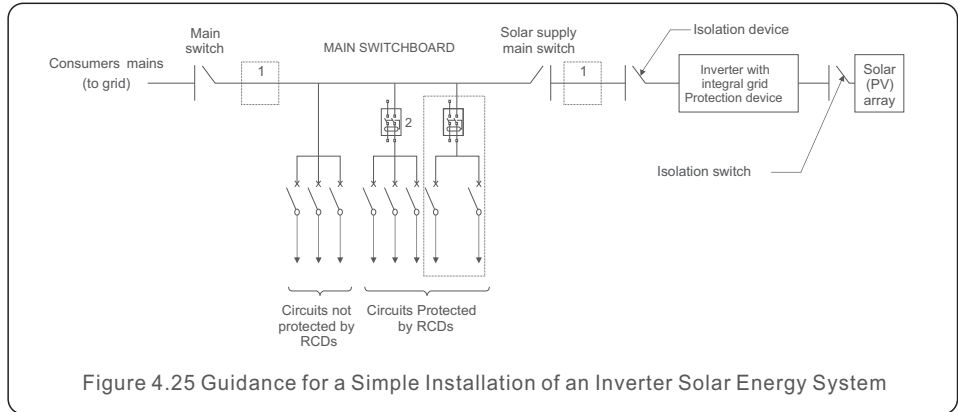 Main
switch
Consumers mains
(to grid)
1
MAIN SWITCHBOARD
Solar supply
main switch
1
Isolation device
Inverter with
integral grid
Protection device
Solar
(PV)
array
2
Isolation switch
Circuits not
protected by
RCDs
Circuits Protected
by RCDs
Figure 4.25 Guidance for a Simple Installation of an Inverter Solar Energy System